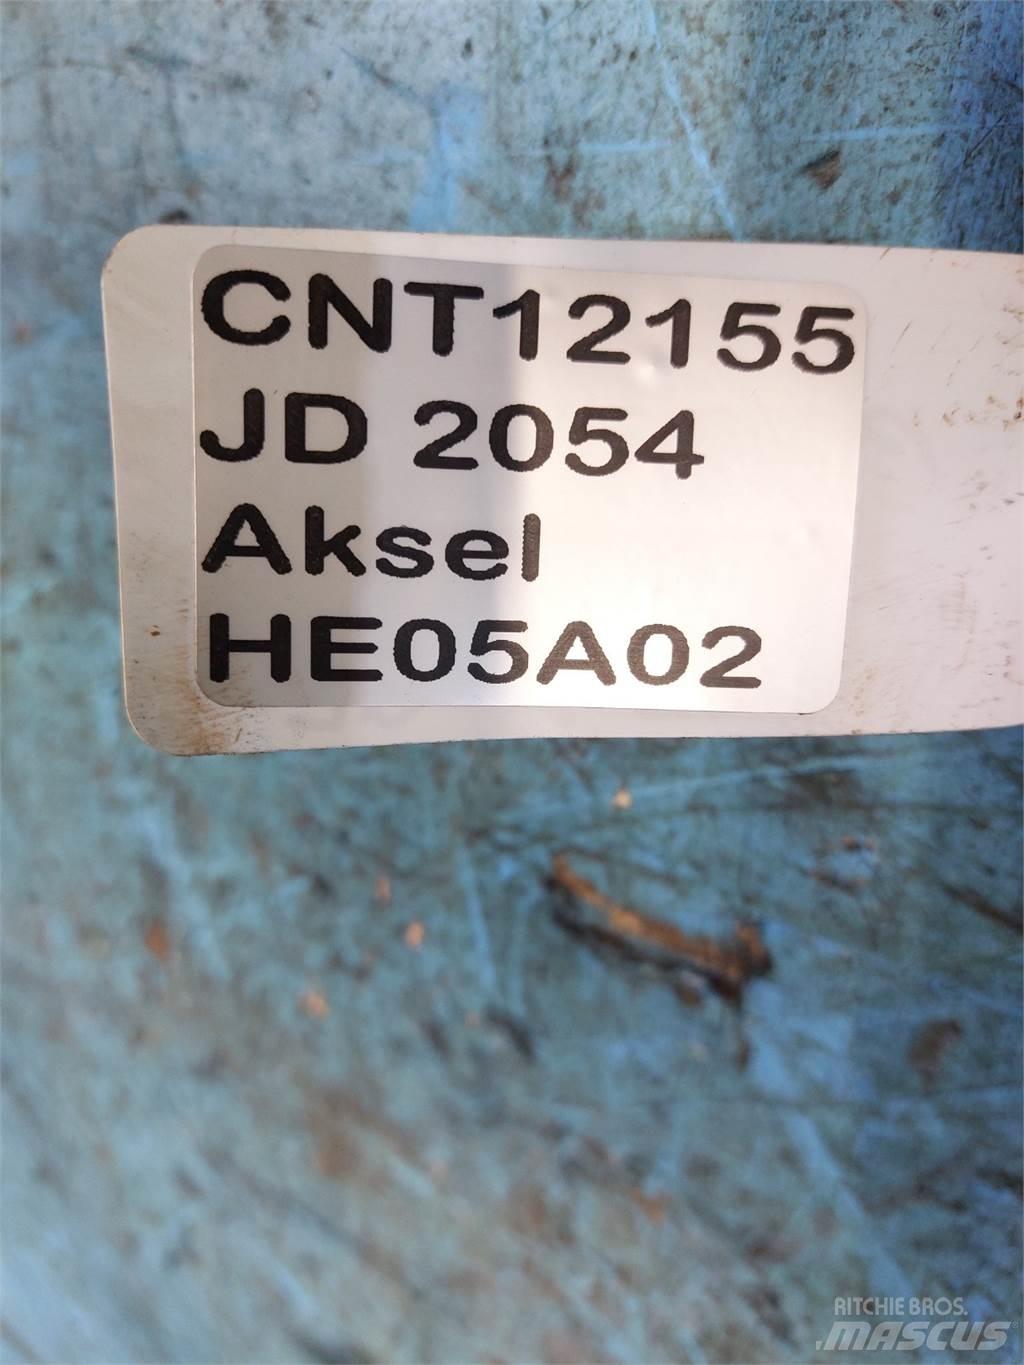 CNT12155
JD 2054
Aksel
HE05A02
RITCHIE BROS.
MASCUS